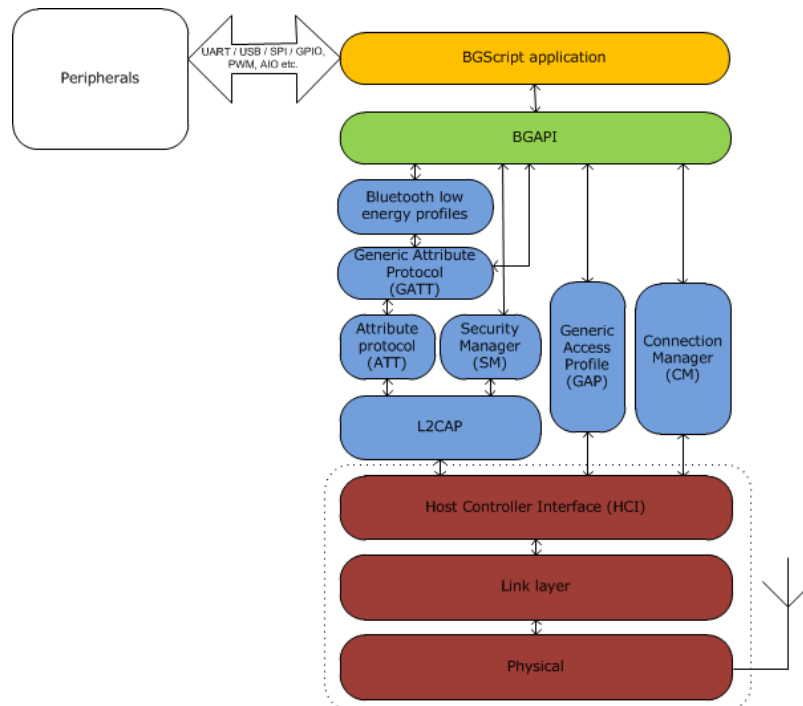 Peripherals
UART / USB / SPI / GPIO,
PWM, AIO etc.
BGScript application
BGAPI
Bluetooth low
energy profiles
Generic Attribute
Protocol
(GATT)
Attribute
protocol
(ATT)
Security
Manager
(SM)
Generic
Access
Profile
(GAP)
Connection
Manager
(CM)
L2CAP
Host Controller Interface (HCI)
Link layer
Physical